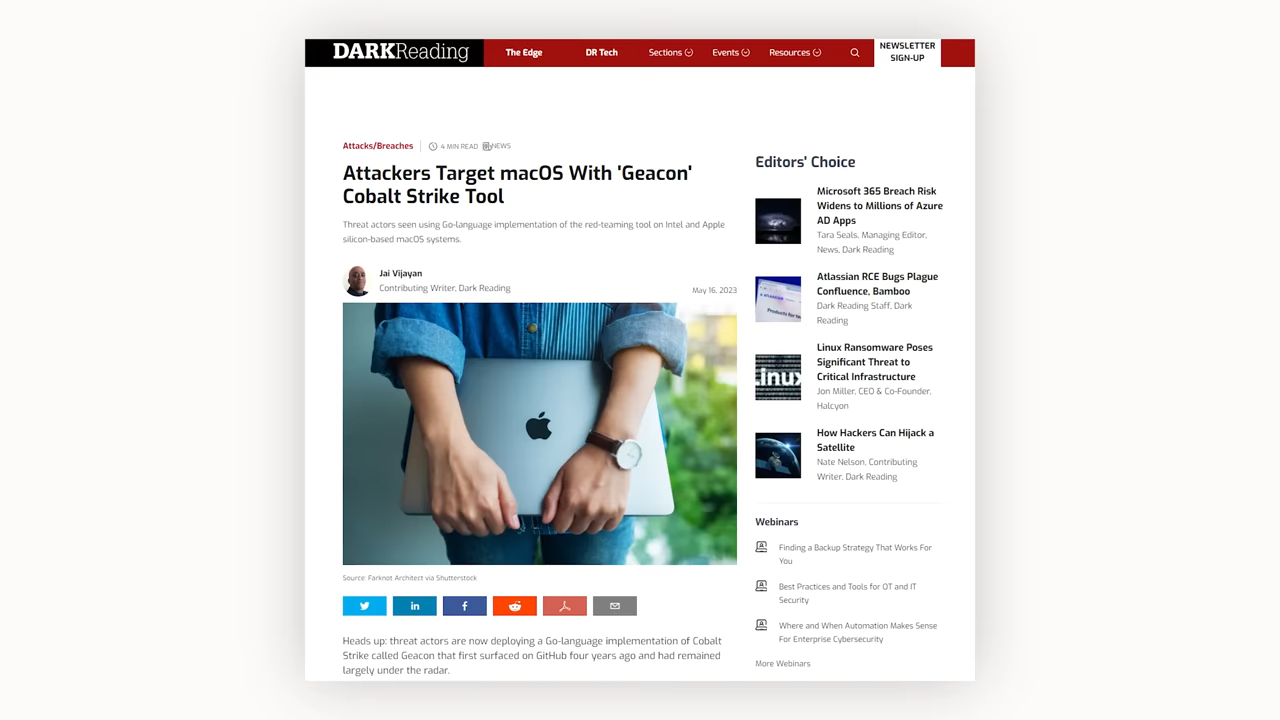 DARKReading
The Edge
DR Tech
Sections
Events
Resources
NEWSLETTER
SIGN-UP
Attacks/Breaches
4 MIN READ
NEWS
Attackers Target macOS With 'Geacon'
Cobalt Strike Tool
Threat actors seen using Go-language implementation of the red-teaming tool on Intel and Apple
silicon-based macOS systems.
Jai Vijayan
Contributing Writer, Dark Reading
May 16, 2023
Source: Farknot Architect via Shutterstock
in
f
Heads up: threat actors are now deploying a Go-language implementation of Cobalt
Strike called Geacon that first surfaced on GitHub four years ago and had remained
largely under the radar.
Editors' Choice
Microsoft 365 Breach Risk
Widens to Millions of Azure
AD Apps
Tara Seals, Managing Editor,
News, Dark Reading
Atlassian RCE Bugs Plague
Confluence, Bamboo
Dark Reading Staff, Dark
Reading
Products for
Linux Ransomware Poses
Significant Threat to
Critical Infrastructure
Jon Miller, CEO & Co-Founder,
Halcyon
inux
How Hackers Can Hijack a
Satellite
Nate Nelson, Contributing
Writer, Dark Reading
Webinars
Finding a Backup Strategy That Works For
You
Best Practices and Tools for OT and IT
Security
Where and When Automation Makes Sense
For Enterprise Cybersecurity
More Webinars